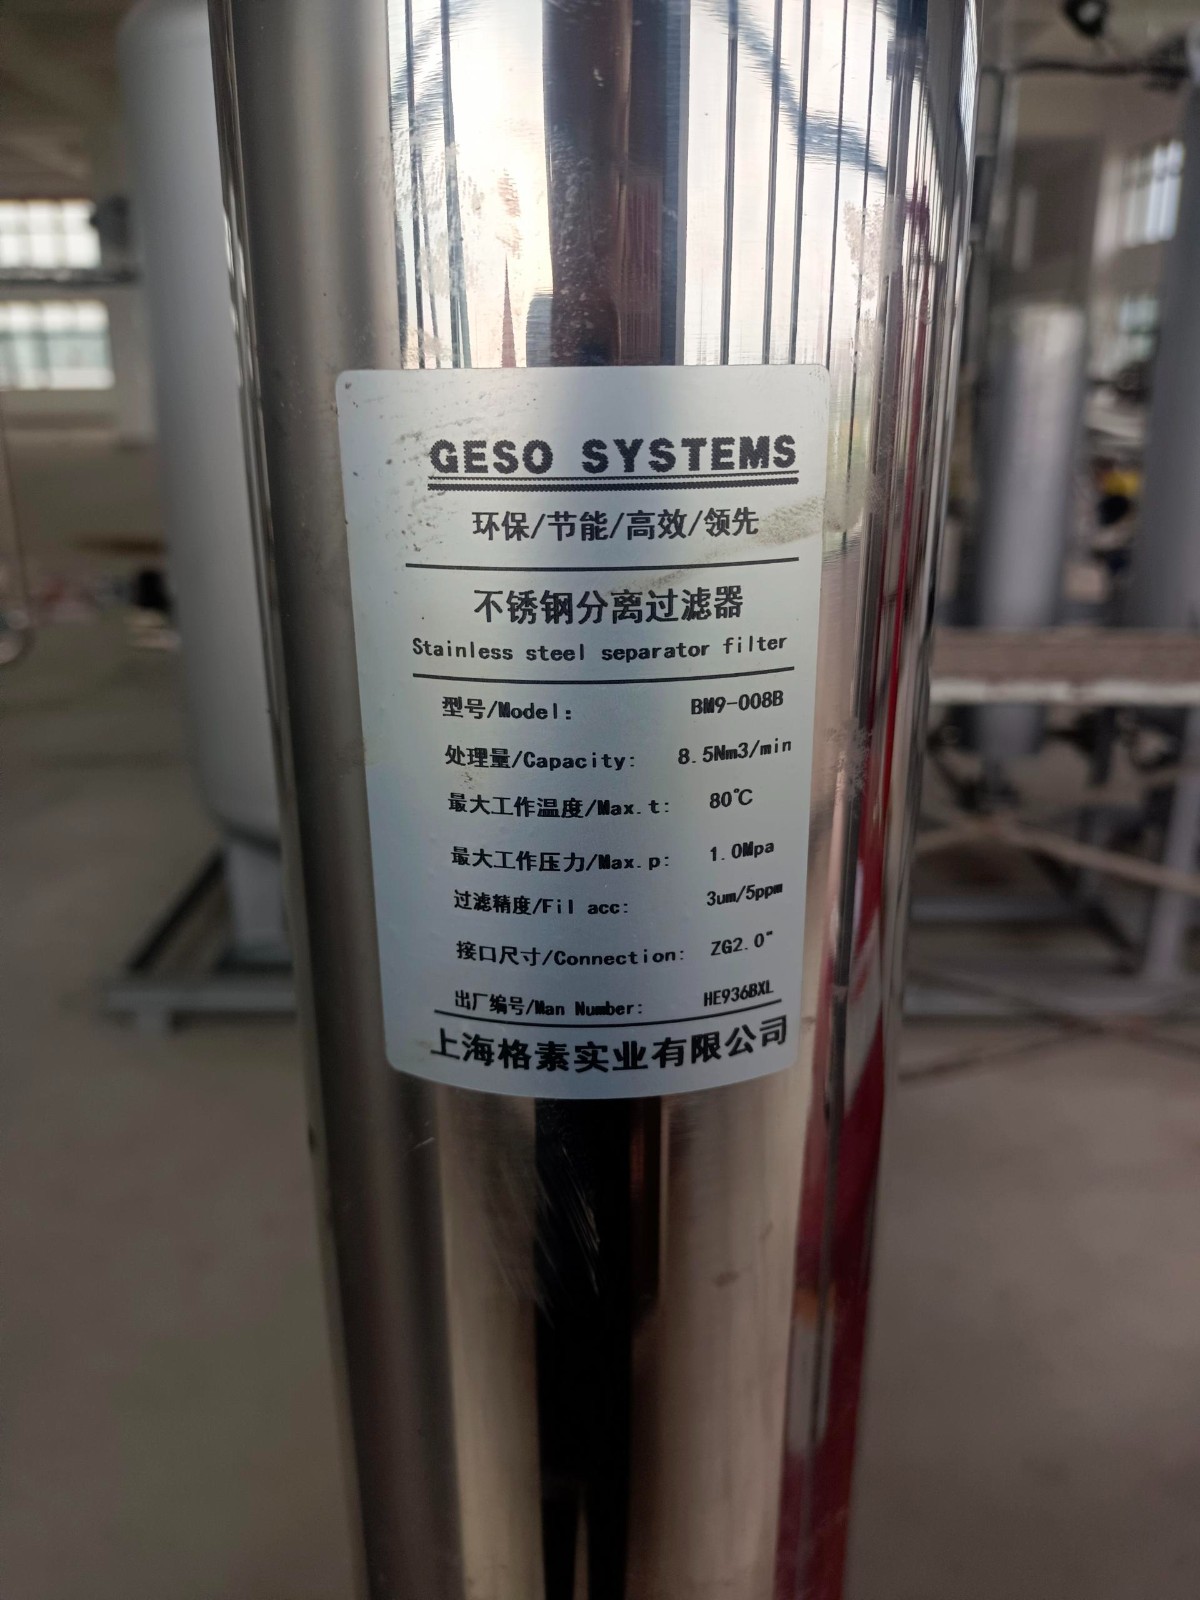 GESO SYSTEMS
环保/节能/高效/领先
不锈钢分离过滤器
Stainless steel separator filter
型号/Model: BM9-008B
处理量/Capacity: 8.5Nm3/min
最大工作温度/Max.t: 80℃
最大工作压力/Max.p: 1.0Mpa
过滤精度/Fil acc: 3um/5ppm
接口尺寸/Connection: ZG2.0"
出厂编号/Man Number: HE936BXL
上海格素实业有限公司